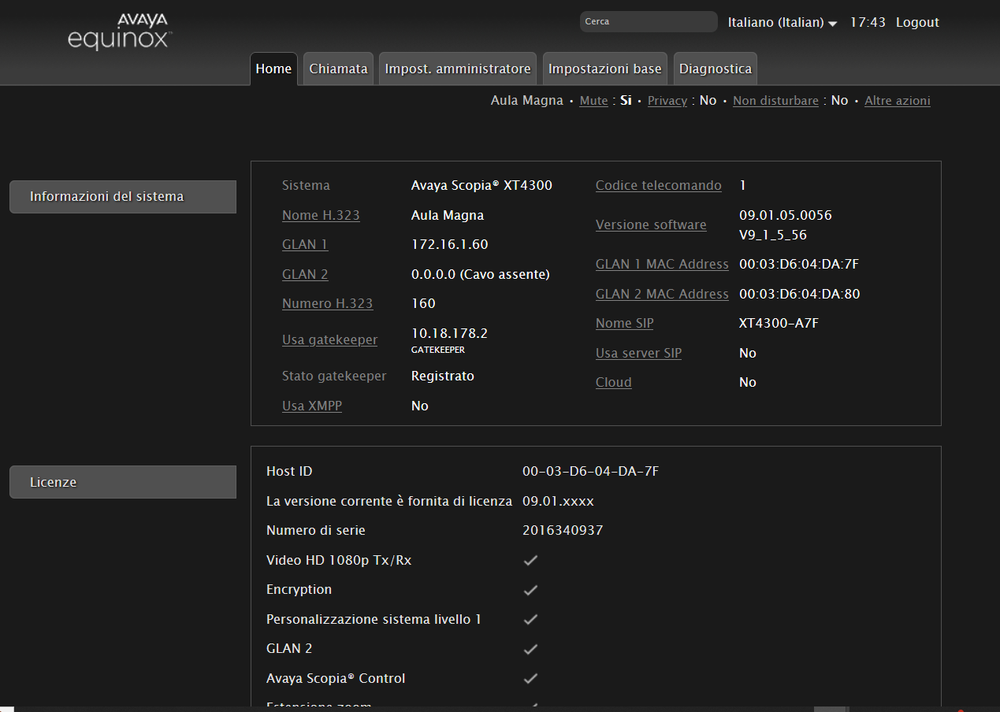 AVAYA
equinox™
Cerca
Italiano (Italian) 17:43 Logout
Home Chiamata Impost. amministratore Impostazioni base Diagnostica
Aula Magna • Mute : Si • Privacy : No • Non disturbare : No • Altre azioni
Informazioni del sistema
Sistema Avaya Scopia® XT4300
Nome H.323 Aula Magna
GLAN 1 172.16.1.60
GLAN 2 0.0.0.0 (Cavo assente)
Numero H.323 160
Usa gatekeeper 10.18.178.2
GATEKEEPER
Stato gatekeeper Registrato
Usa XMPP No
Codice telecomando 1
Versione software 09.01.05.0056
V9_1_5_56
GLAN 1 MAC Address 00:03:D6:04:DA:7F
GLAN 2 MAC Address 00:03:D6:04:DA:80
Nome SIP XT4300-A7F
Usa server SIP No
Cloud No
Licenze
Host ID 00-03-D6-04-DA-7F
La versione corrente è fornita di licenza 09.01.xxxx
Numero di serie 2016340937
Video HD 1080p Tx/Rx ✓
Encryption ✓
Personalizzazione sistema livello 1 ✓
GLAN 2 ✓
Avaya Scopia® Control ✓
Estensione zoom ✓